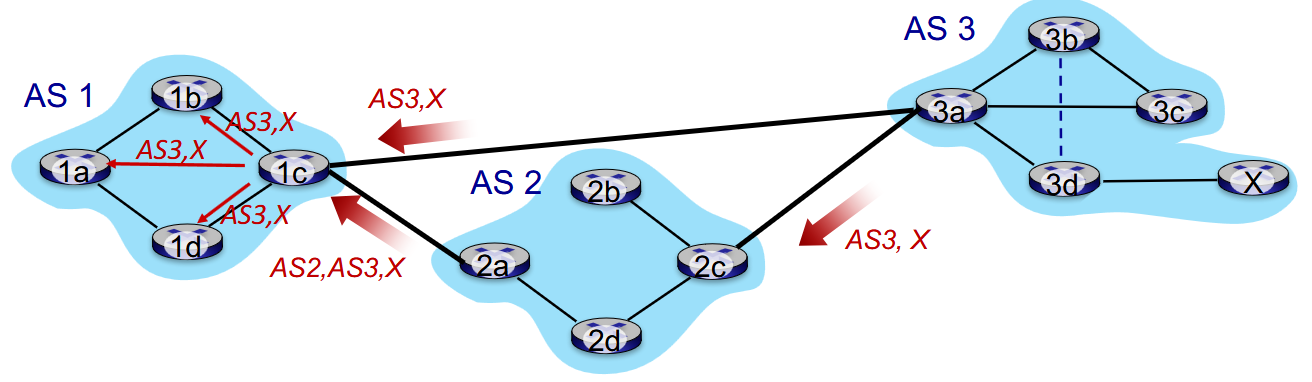 AS 1
1b
1a
1c
1d
AS3,X
AS3,X
AS3,X
AS3,X
AS2,AS3,X
AS 2
2b
2a
2c
2d
AS3, X
AS 3
3b
3a
3c
3d
X